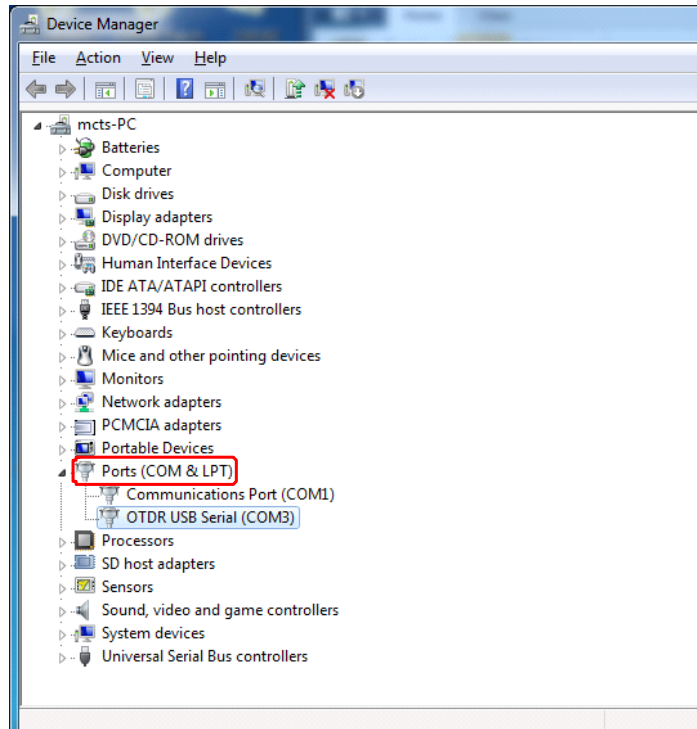 Device Manager
File Action View Help
mcts-PC
Batteries
Computer
Disk drives
Display adapters
DVD/CD-ROM drives
Human Interface Devices
IDE ATA/ATAPI controllers
IEEE 1394 Bus host controllers
Keyboards
Mice and other pointing devices
Monitors
Network adapters
PCMCIA adapters
Portable Devices
Ports (COM & LPT)
Communications Port (COM1)
OTDR USB Serial (COM3)
Processors
SD host adapters
Sensors
Sound, video and game controllers
System devices
Universal Serial Bus controllers